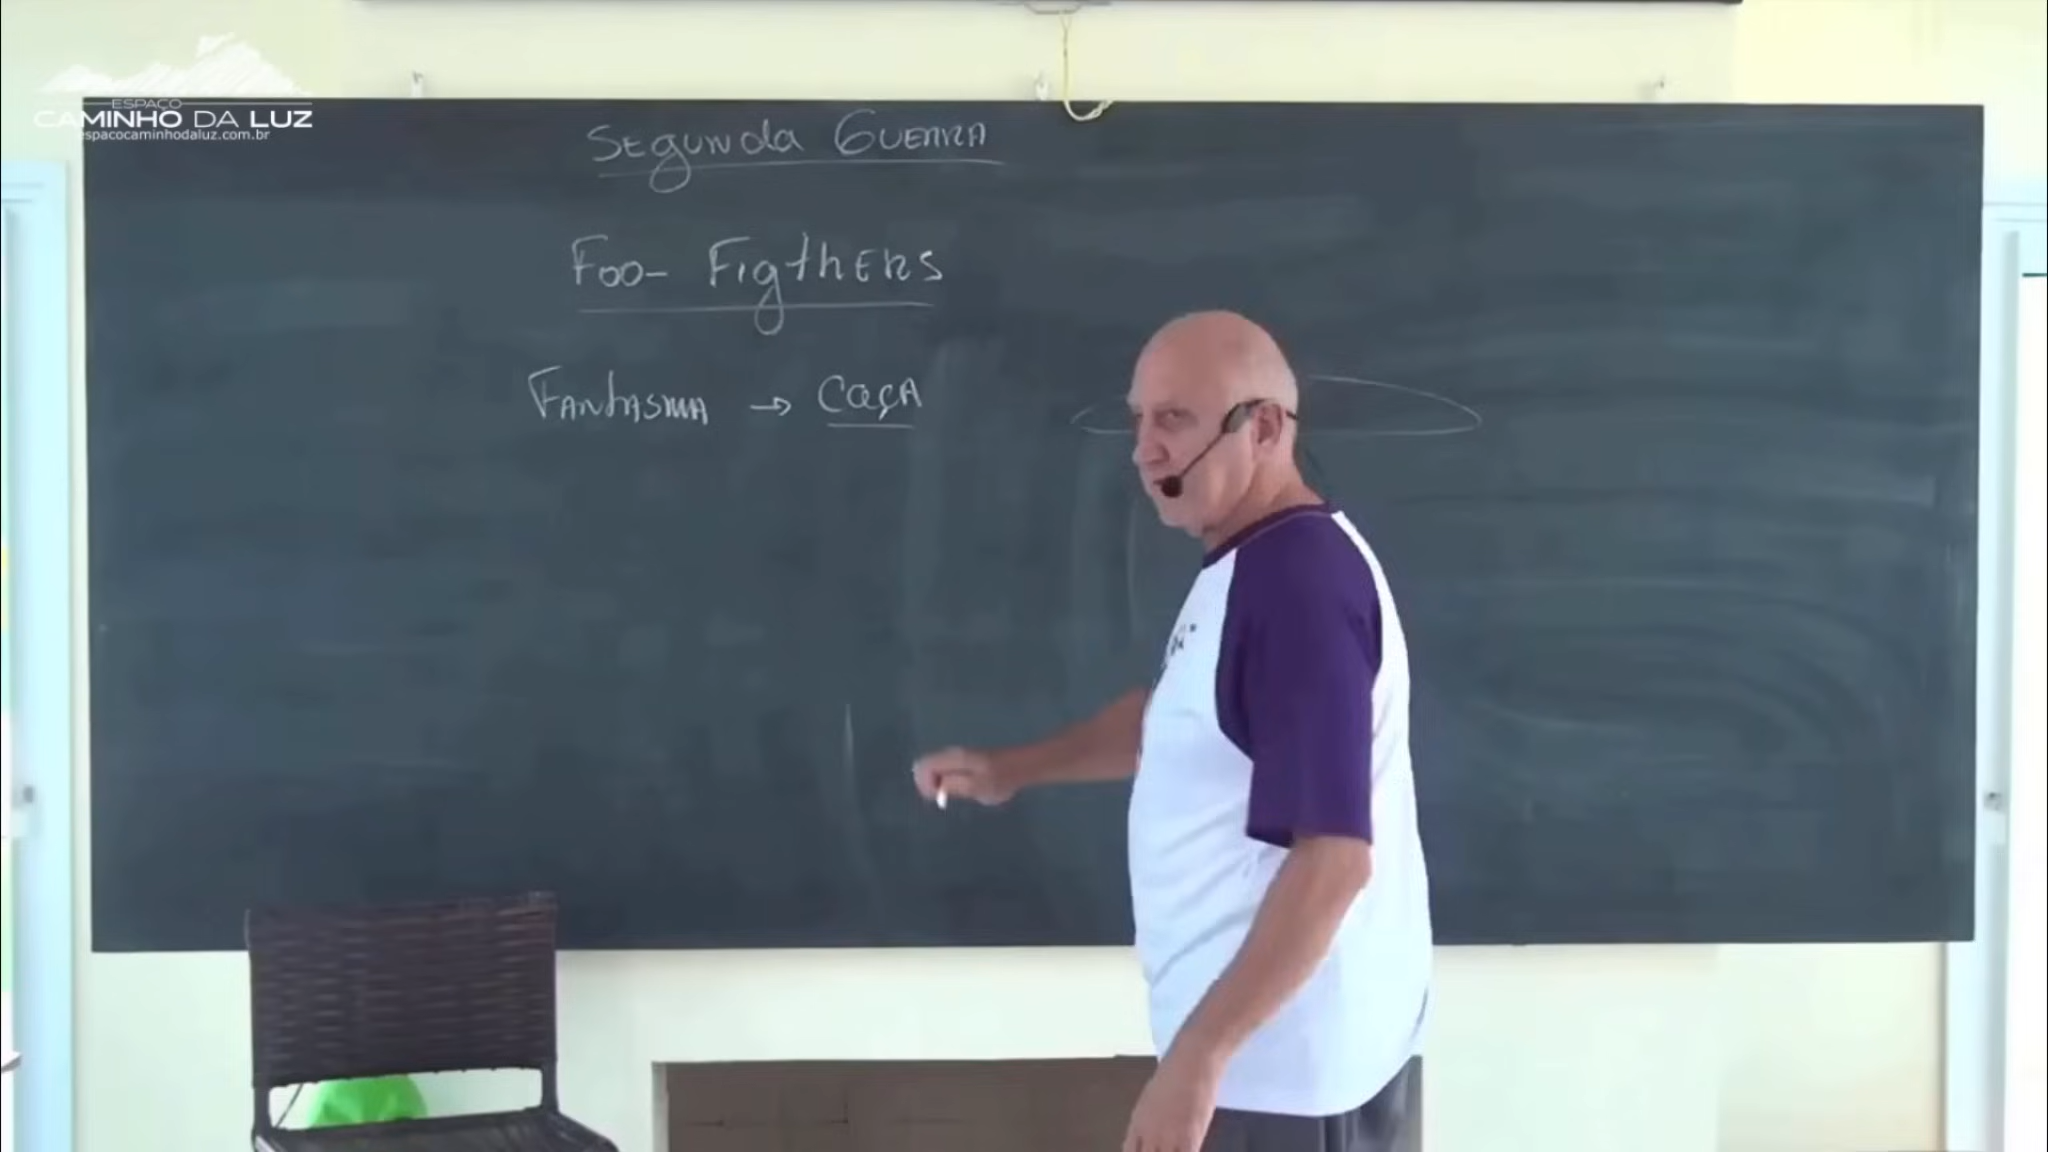 ESPAÇO
CAMINHO DA LUZ
espacocaminhodaluz.com.br
SEgunda GUERRA
Foo- FigthERS
FANtASMA → CaçA